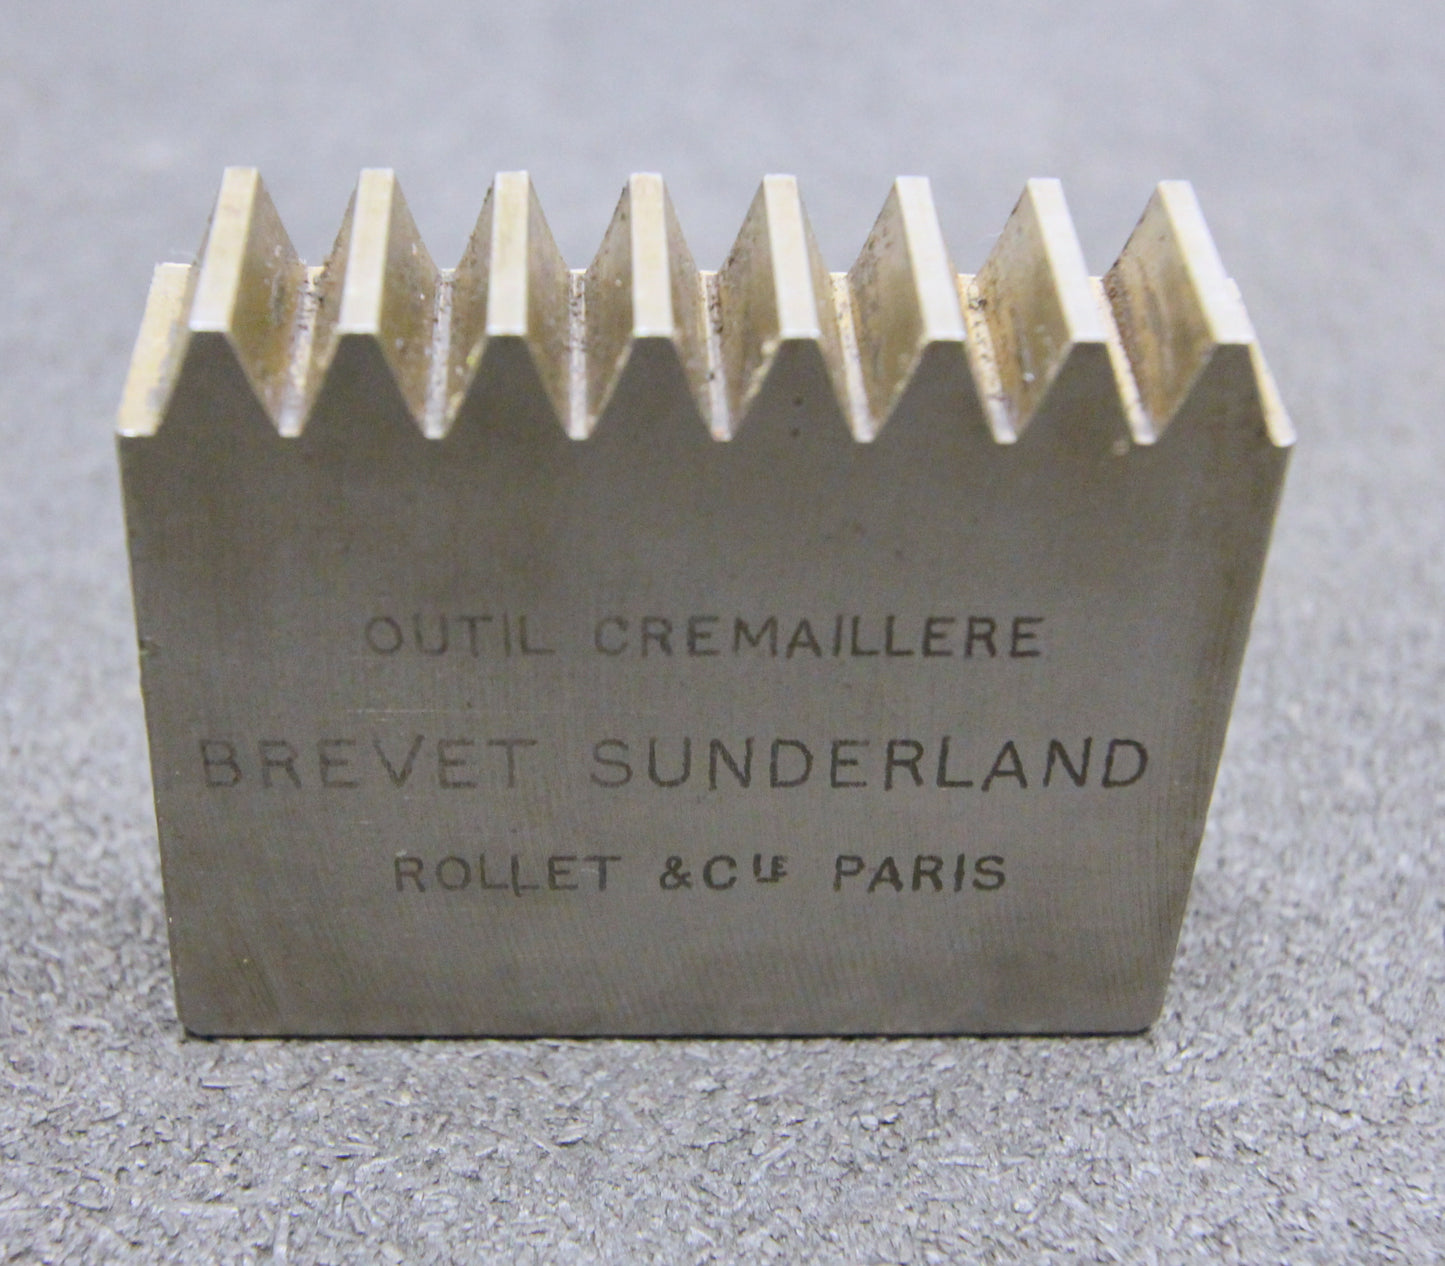 OUTIL CREMAILLERE
BREVET SUNDERLAND
ROLLET & CIE PARIS